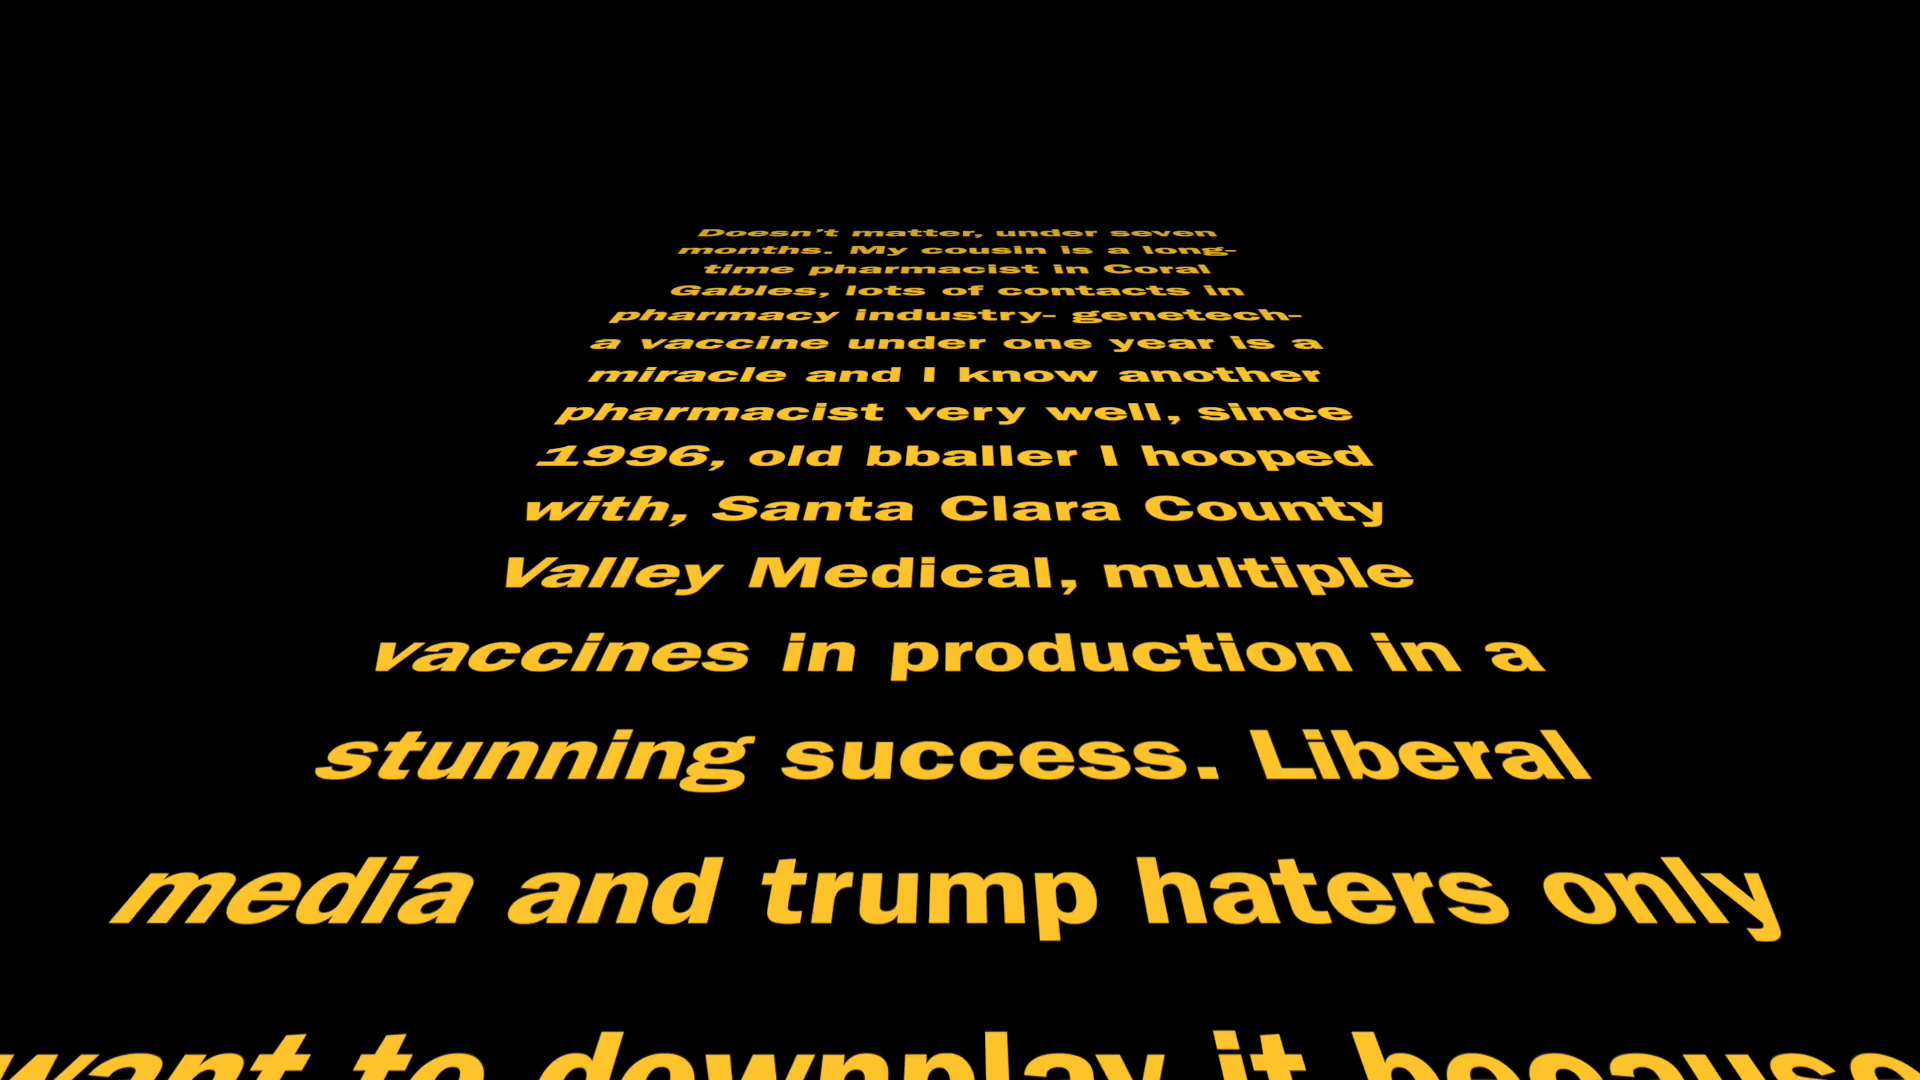 Doesn't matter, under seven
months. My cousin is a long-
time pharmacist in Coral
Gables, lots of contacts in
pharmacy industry- genetech-
a vaccine under one year is a
miracle and I know another
pharmacist very well, since
1996, old bballer I hooped
with, Santa Clara County
Valley Medical, multiple
vaccines in production in a
stunning success. Liberal
media and trump haters only
want to downplay it because